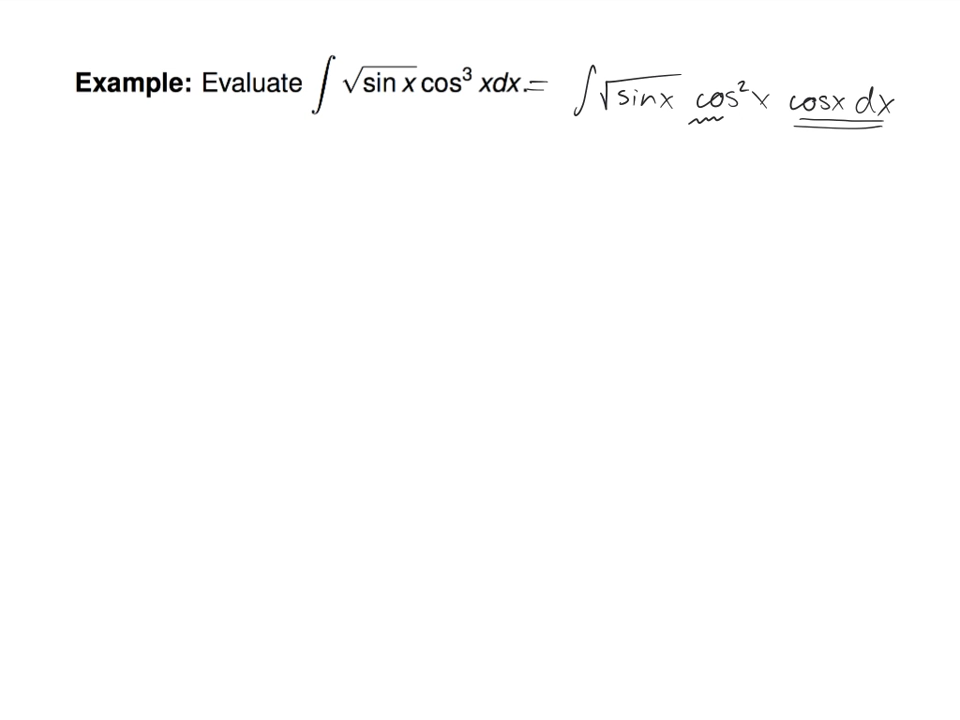 Example: Evaluate ∫ √sin x cos³ xdx. = ∫ √sinx cos²x cosx dx